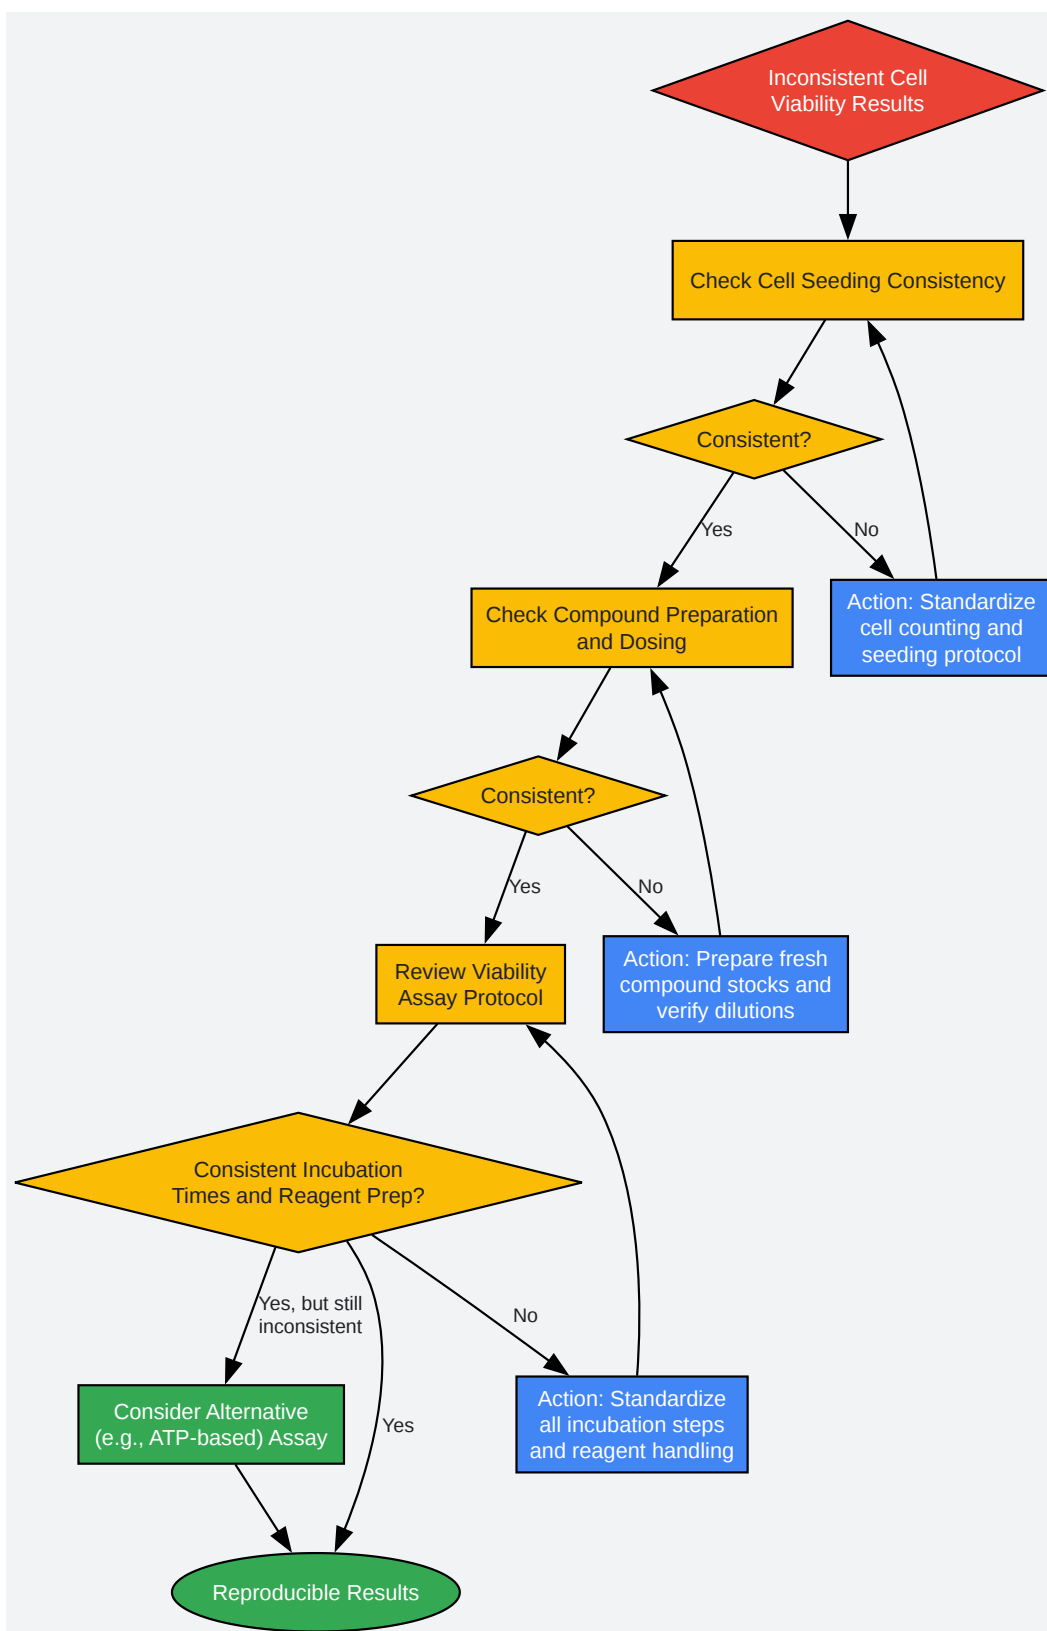 Inconsistent Cell
Viability Results
Check Cell Seeding Consistency
Consistent?
Yes
No
Action: Standardize
cell counting and
seeding protocol
Check Compound Preparation
and Dosing
Consistent?
Yes
No
Action: Prepare fresh
compound stocks and
verify dilutions
Review Viability
Assay Protocol
Consistent Incubation
Times and Reagent Prep?
Yes, but still
inconsistent
No
Yes
Action: Standardize
all incubation steps
and reagent handling
Consider Alternative
(e.g., ATP-based) Assay
Reproducible Results